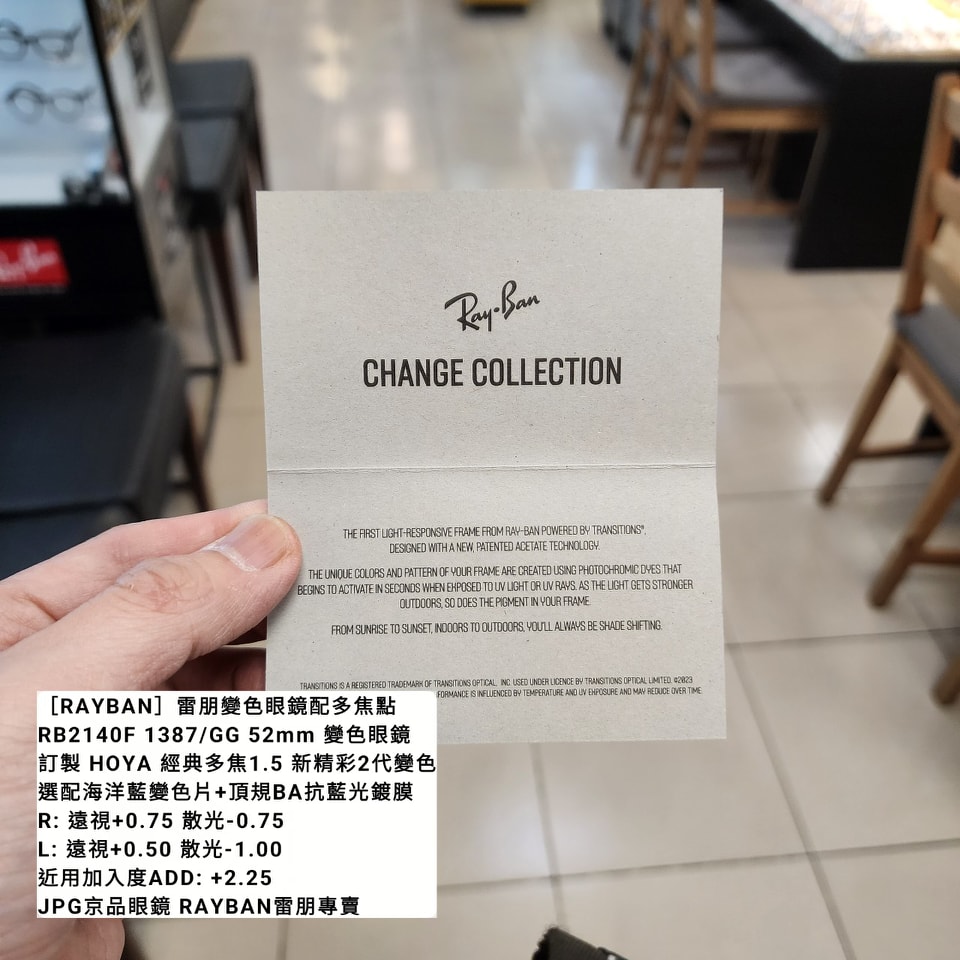 Ray-Ban
Ray-Ban
CHANGE COLLECTION
THE FIRST LIGHT-RESPONSIVE FRAME FROM RAY-BAN POWERED BY TRANSITIONS®,
DESIGNED WITH A NEW, PATENTED ACETATE TECHNOLOGY.
THE UNIQUE COLORS AND PATTERN OF YOUR FRAME ARE CREATED USING PHOTOCHROMIC DYES THAT
BEGINS TO ACTIVATE IN SECONDS WHEN EXPOSED TO UV LIGHT OR UV RAYS. AS THE LIGHT GETS STRONGER
OUTDOORS, SO DOES THE PIGMENT IN YOUR FRAME.
FROM SUNRISE TO SUNSET, INDOORS TO OUTDOORS, YOU'LL ALWAYS BE SHADE SHIFTING.
TRANSITIONS IS A REGISTERED TRADEMARK OF TRANSITIONS OPTICAL, INC. USED UNDER LICENCE BY TRANSITIONS OPTICAL LIMITED. ©2023
FORMANCE IS INFLUENCED BY TEMPERATURE AND UV EXPOSURE AND MAY REDUCE OVER TIME.
［RAYBAN］雷朋變色眼鏡配多焦點
RB2140F 1387/GG 52mm 變色眼鏡
訂製 HOYA 經典多焦1.5 新精彩2代變色
選配海洋藍變色片+頂規BA抗藍光鍍膜
R: 遠視+0.75 散光-0.75
L: 遠視+0.50 散光-1.00
近用加入度ADD: +2.25
JPG京品眼鏡 RAYBAN雷朋專賣